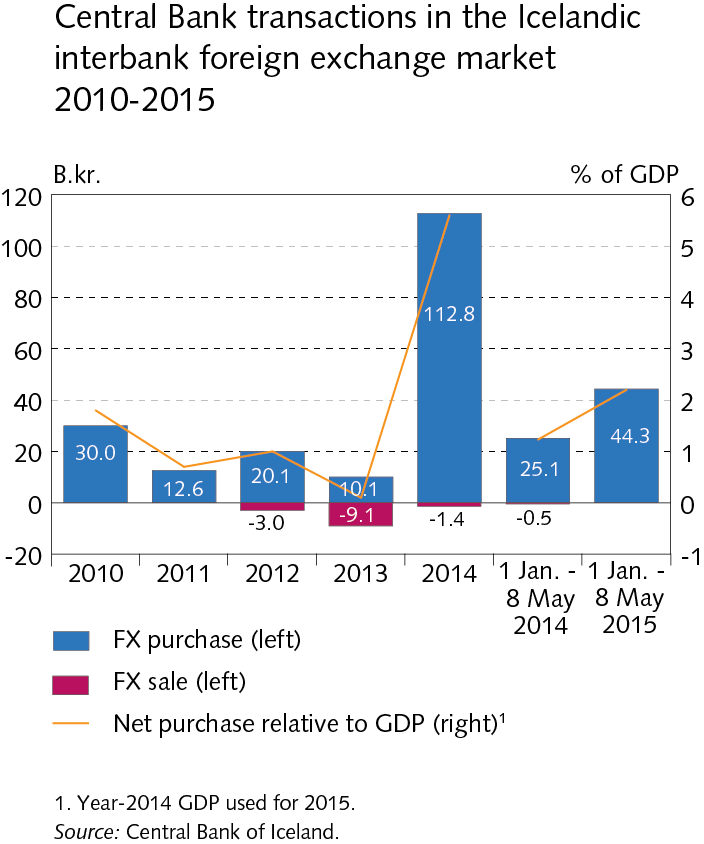 Central Bank transactions in the Icelandic
interbank foreign exchange market
2010-2015
B.kr.
% of GDP
120
6
100
5
80
4
112.8
60
3
40
2
30.0
44.3
20
20.1
25.1
1
12.6
10.1
0
0
-3.0
-9.1
-1.4
-0.5
-20
-1
2010
2011
2012
2013
2014
1 Jan. -
8 May
2014
1 Jan. -
8 May
2015
FX purchase (left)
FX sale (left)
Net purchase relative to GDP (right)¹
1. Year-2014 GDP used for 2015.
Source: Central Bank of Iceland.